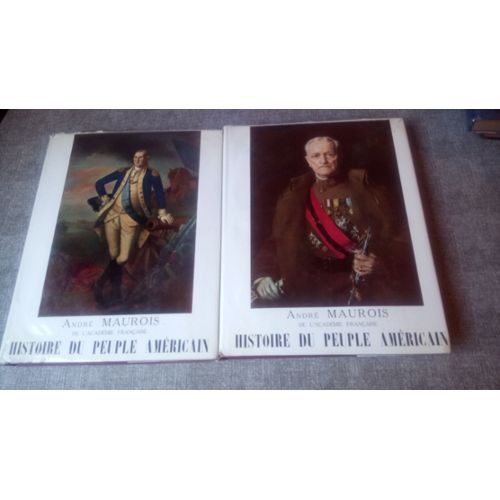 ANDRÉ MAUROIS
DE L'ACADÉMIE FRANÇAISE
HISTOIRE DU PEUPLE AMÉRICAIN
ANDRÉ MAUROIS
DE L'ACADÉMIE FRANÇAISE
HISTOIRE DU PEUPLE AMÉRICAIN